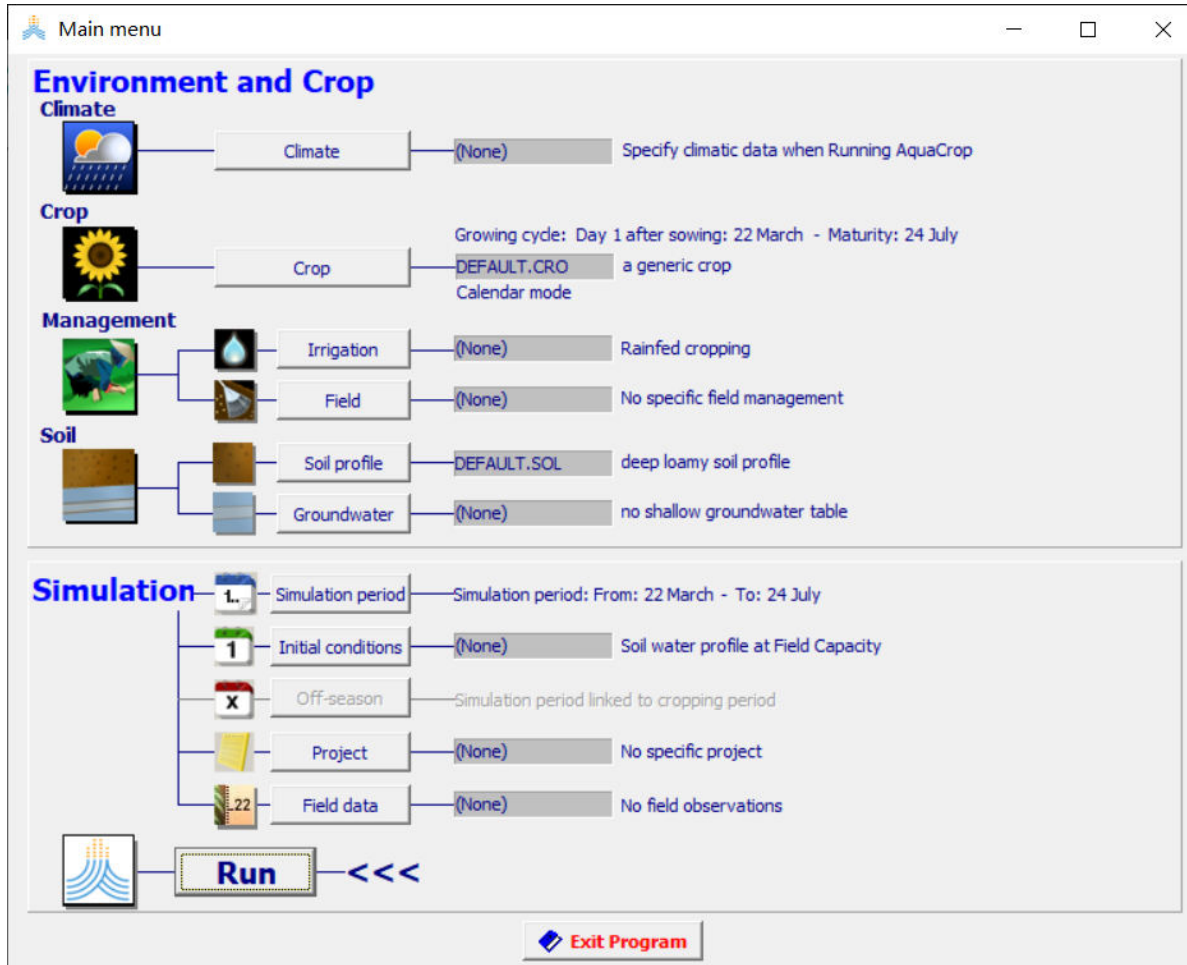 Main menu
Environment and Crop
Climate
Climate (None) Specify climatic data when Running AquaCrop
Crop
Growing cycle: Day 1 after sowing: 22 March - Maturity: 24 July
Crop DEFAULT.CRO a generic crop
Calendar mode
Management
Irrigation (None) Rainfed cropping
Field (None) No specific field management
Soil
Soil profile DEFAULT.SOL deep loamy soil profile
Groundwater (None) no shallow groundwater table
Simulation 1.. Simulation period Simulation period: From: 22 March - To: 24 July
1 Initial conditions (None) Soil water profile at Field Capacity
X Off-season Simulation period linked to cropping period
Project (None) No specific project
..22 Field data (None) No field observations
Run <<<
Exit Program